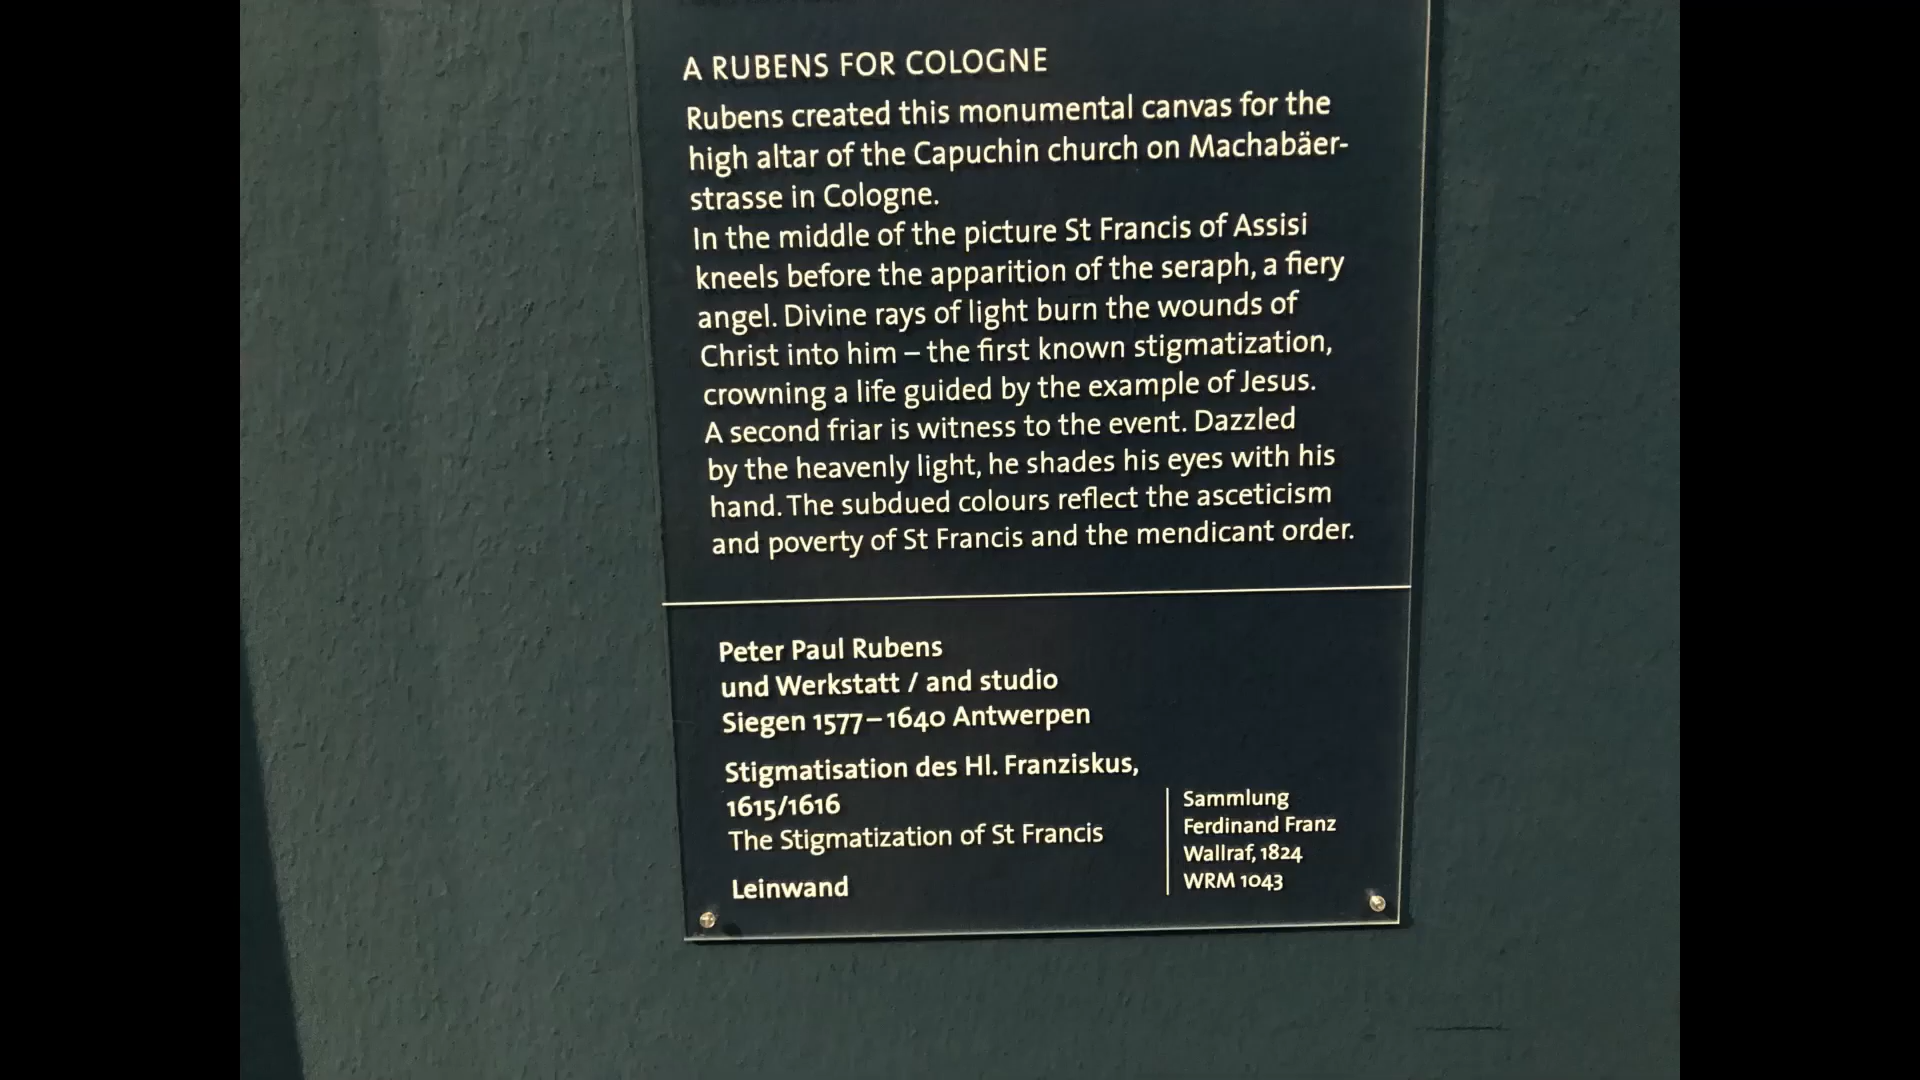 A RUBENS FOR COLOGNE
Rubens created this monumental canvas for the
high altar of the Capuchin church on Machabäer-
strasse in Cologne.
In the middle of the picture St Francis of Assisi
kneels before the apparition of the seraph, a fiery
angel. Divine rays of light burn the wounds of
Christ into him – the first known stigmatization,
crowning a life guided by the example of Jesus.
A second friar is witness to the event. Dazzled
by the heavenly light, he shades his eyes with his
hand. The subdued colours reflect the asceticism
and poverty of St Francis and the mendicant order.
Peter Paul Rubens
und Werkstatt / and studio
Siegen 1577 – 1640 Antwerpen
Stigmatisation des Hl. Franziskus,
1615/1616
The Stigmatization of St Francis
Leinwand
Sammlung
Ferdinand Franz
Wallraf, 1824
WRM 1043